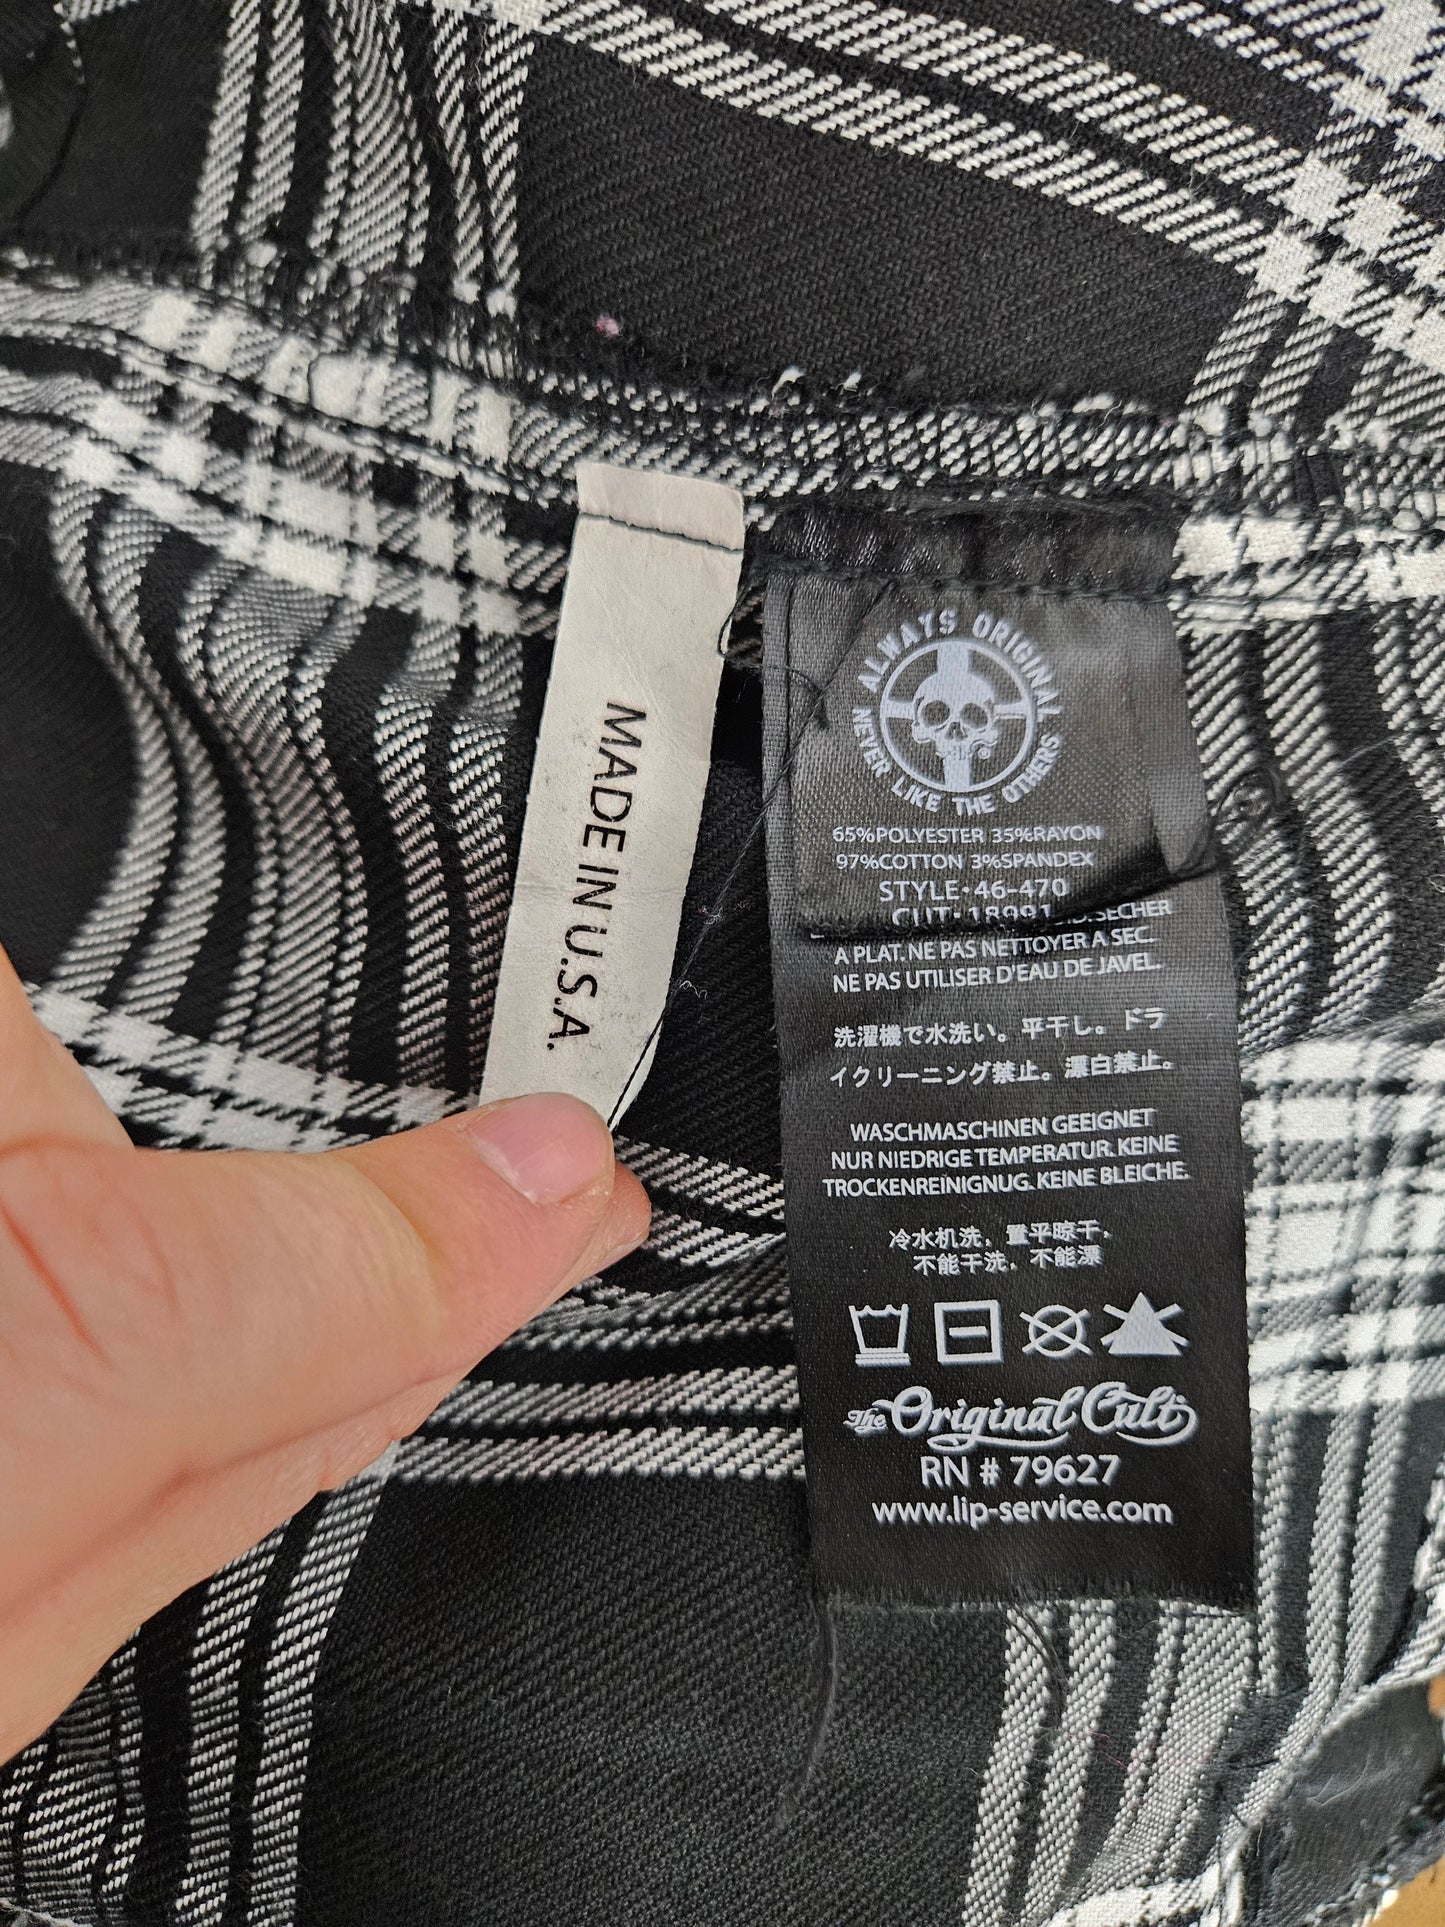 MADE IN U.S.A.
ALWAYS ORIGINAL
NEVER LIKE THE OTHERS
65%POLYESTER 35%RAYON
97%COTTON 3%SPANDEX
STYLE•46-470
CUT: 18991
SECHER
A PLAT. NE PAS NETTOYER A SEC.
NE PAS UTILISER D'EAU DE JAVEL.
洗濯機で水洗い。平干し。ドラ
イクリーニング禁止。漂白禁止。
WASCHMASCHINEN GEEIGNET
NUR NIEDRIGE TEMPERATUR. KEINE
TROCKENREINIGNUG. KEINE BLEICHE.
冷水机洗，置平晾干，
不能干洗，不能漂
The Original Cult
RN # 79627
www.lip-service.com